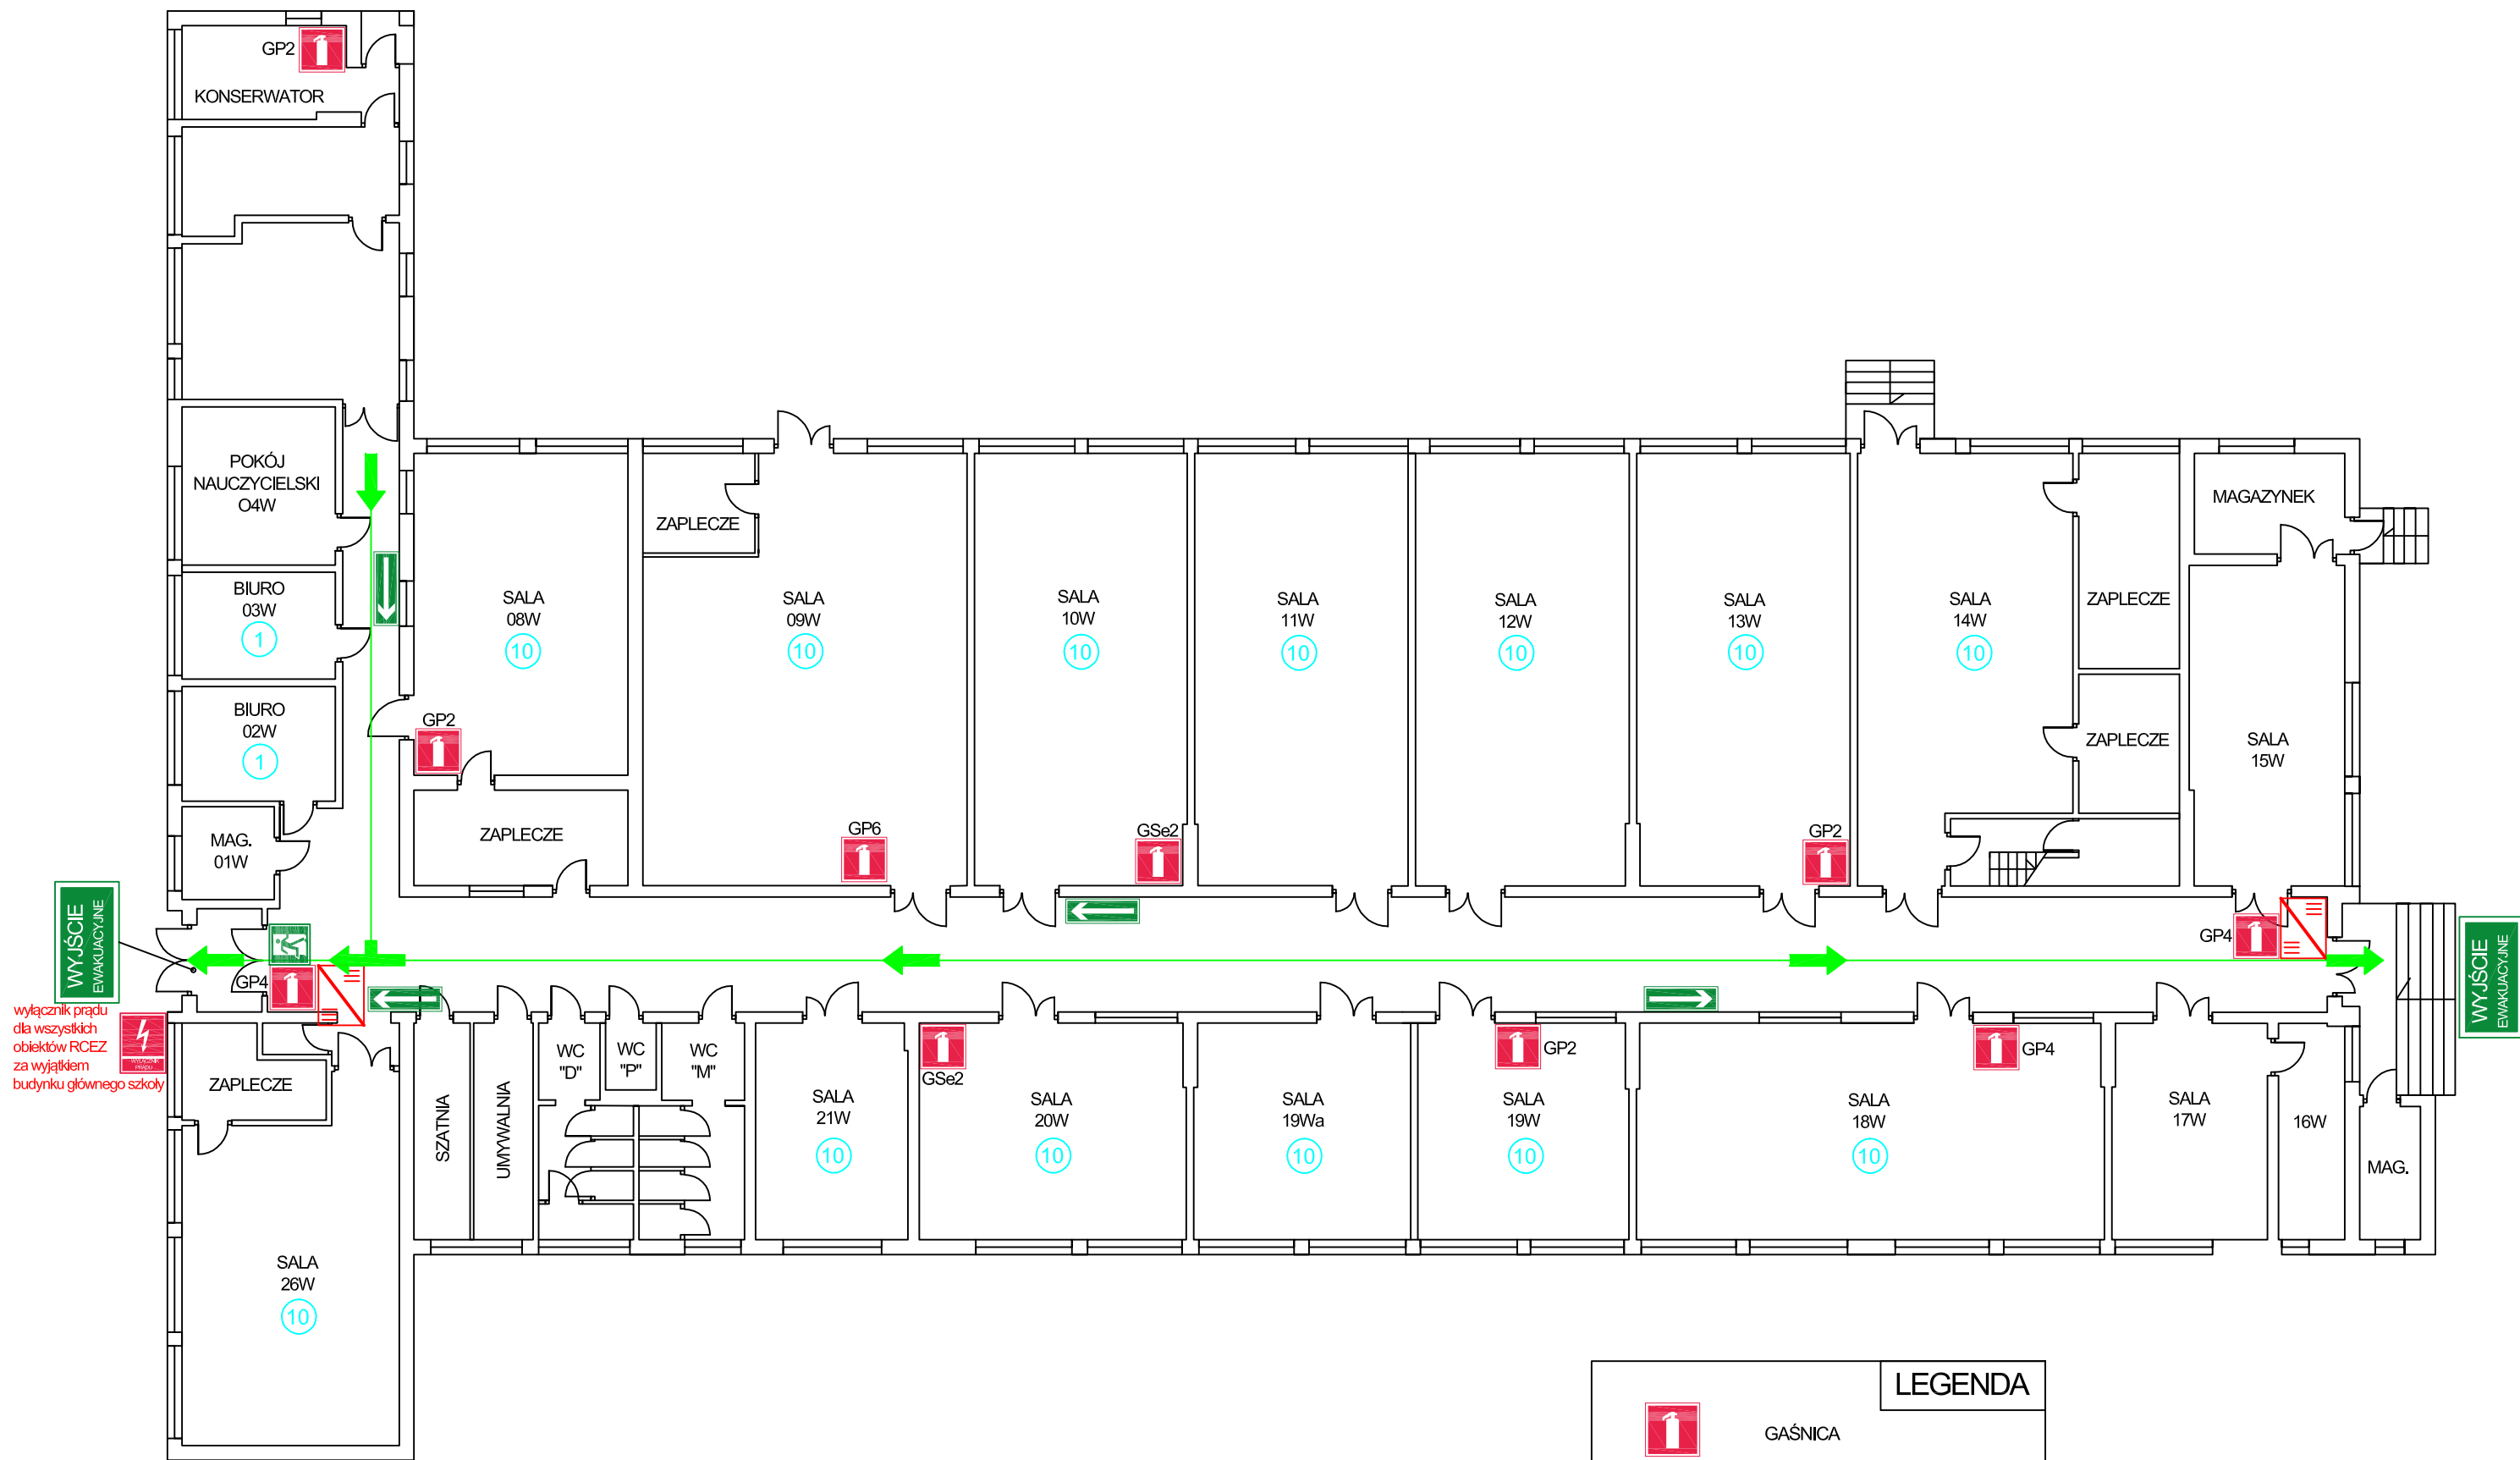 GP2
KONSERWATOR
POKÓJ
NAUCZYCIELSKI
O4W
BIURO
03W
1
BIURO
02W
1
MAG.
01W
SALA
08W
10
GP2
ZAPLECZE
ZAPLECZE
SALA
09W
10
GP6
SALA
10W
10
GSe2
SALA
11W
10
SALA
12W
10
SALA
13W
10
GP2
SALA
14W
10
ZAPLECZE
ZAPLECZE
MAGAZYNEK
SALA
15W
GP4
WYJŚCIE
EWAKUACYJNE
WYJŚCIE
EWAKUACYJNE
GP4
wyłącznik prądu
dla wszystkich
obiektów RCEZ
za wyjątkiem
budynku głównego szkoły
WYŁĄCZNIK
PRĄDU
ZAPLECZE
SALA
26W
10
SZATNIA
UMYWALNIA
WC
"D"
WC
"P"
WC
"M"
SALA
21W
10
GSe2
SALA
20W
10
SALA
19Wa
10
GP2
SALA
19W
10
GP4
SALA
18W
10
SALA
17W
16W
MAG.
LEGENDA
GAŚNICA